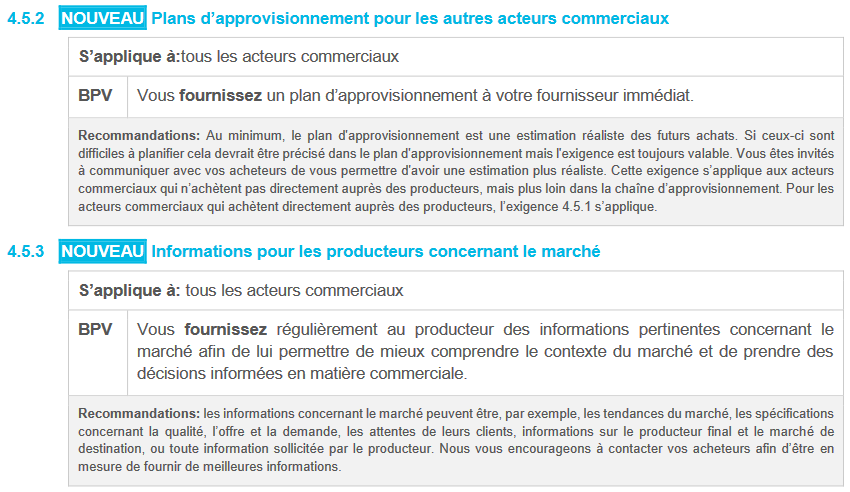 4.5.2 NOUVEAU Plans d’approvisionnement pour les autres acteurs commerciaux
S’applique à:tous les acteurs commerciaux
BPV Vous fournissez un plan d’approvisionnement à votre fournisseur immédiat.
Recommandations: Au minimum, le plan d'approvisionnement est une estimation réaliste des futurs achats. Si ceux-ci sont
difficiles à planifier cela devrait être précisé dans le plan d'approvisionnement mais l'exigence est toujours valable. Vous êtes invités
à communiquer avec vos acheteurs de vous permettre d'avoir une estimation plus réaliste. Cette exigence s’applique aux acteurs
commerciaux qui n’achètent pas directement auprès des producteurs, mais plus loin dans la chaîne d’approvisionnement. Pour les
acteurs commerciaux qui achètent directement auprès des producteurs, l’exigence 4.5.1 s’applique.
4.5.3 NOUVEAU Informations pour les producteurs concernant le marché
S’applique à: tous les acteurs commerciaux
BPV Vous fournissez régulièrement au producteur des informations pertinentes concernant le
marché afin de lui permettre de mieux comprendre le contexte du marché et de prendre des
décisions informées en matière commerciale.
Recommandations: les informations concernant le marché peuvent être, par exemple, les tendances du marché, les spécifications
concernant la qualité, l’offre et la demande, les attentes de leurs clients, informations sur le producteur final et le marché de
destination, ou toute information sollicitée par le producteur. Nous vous encourageons à contacter vos acheteurs afin d’être en
mesure de fournir de meilleures informations.